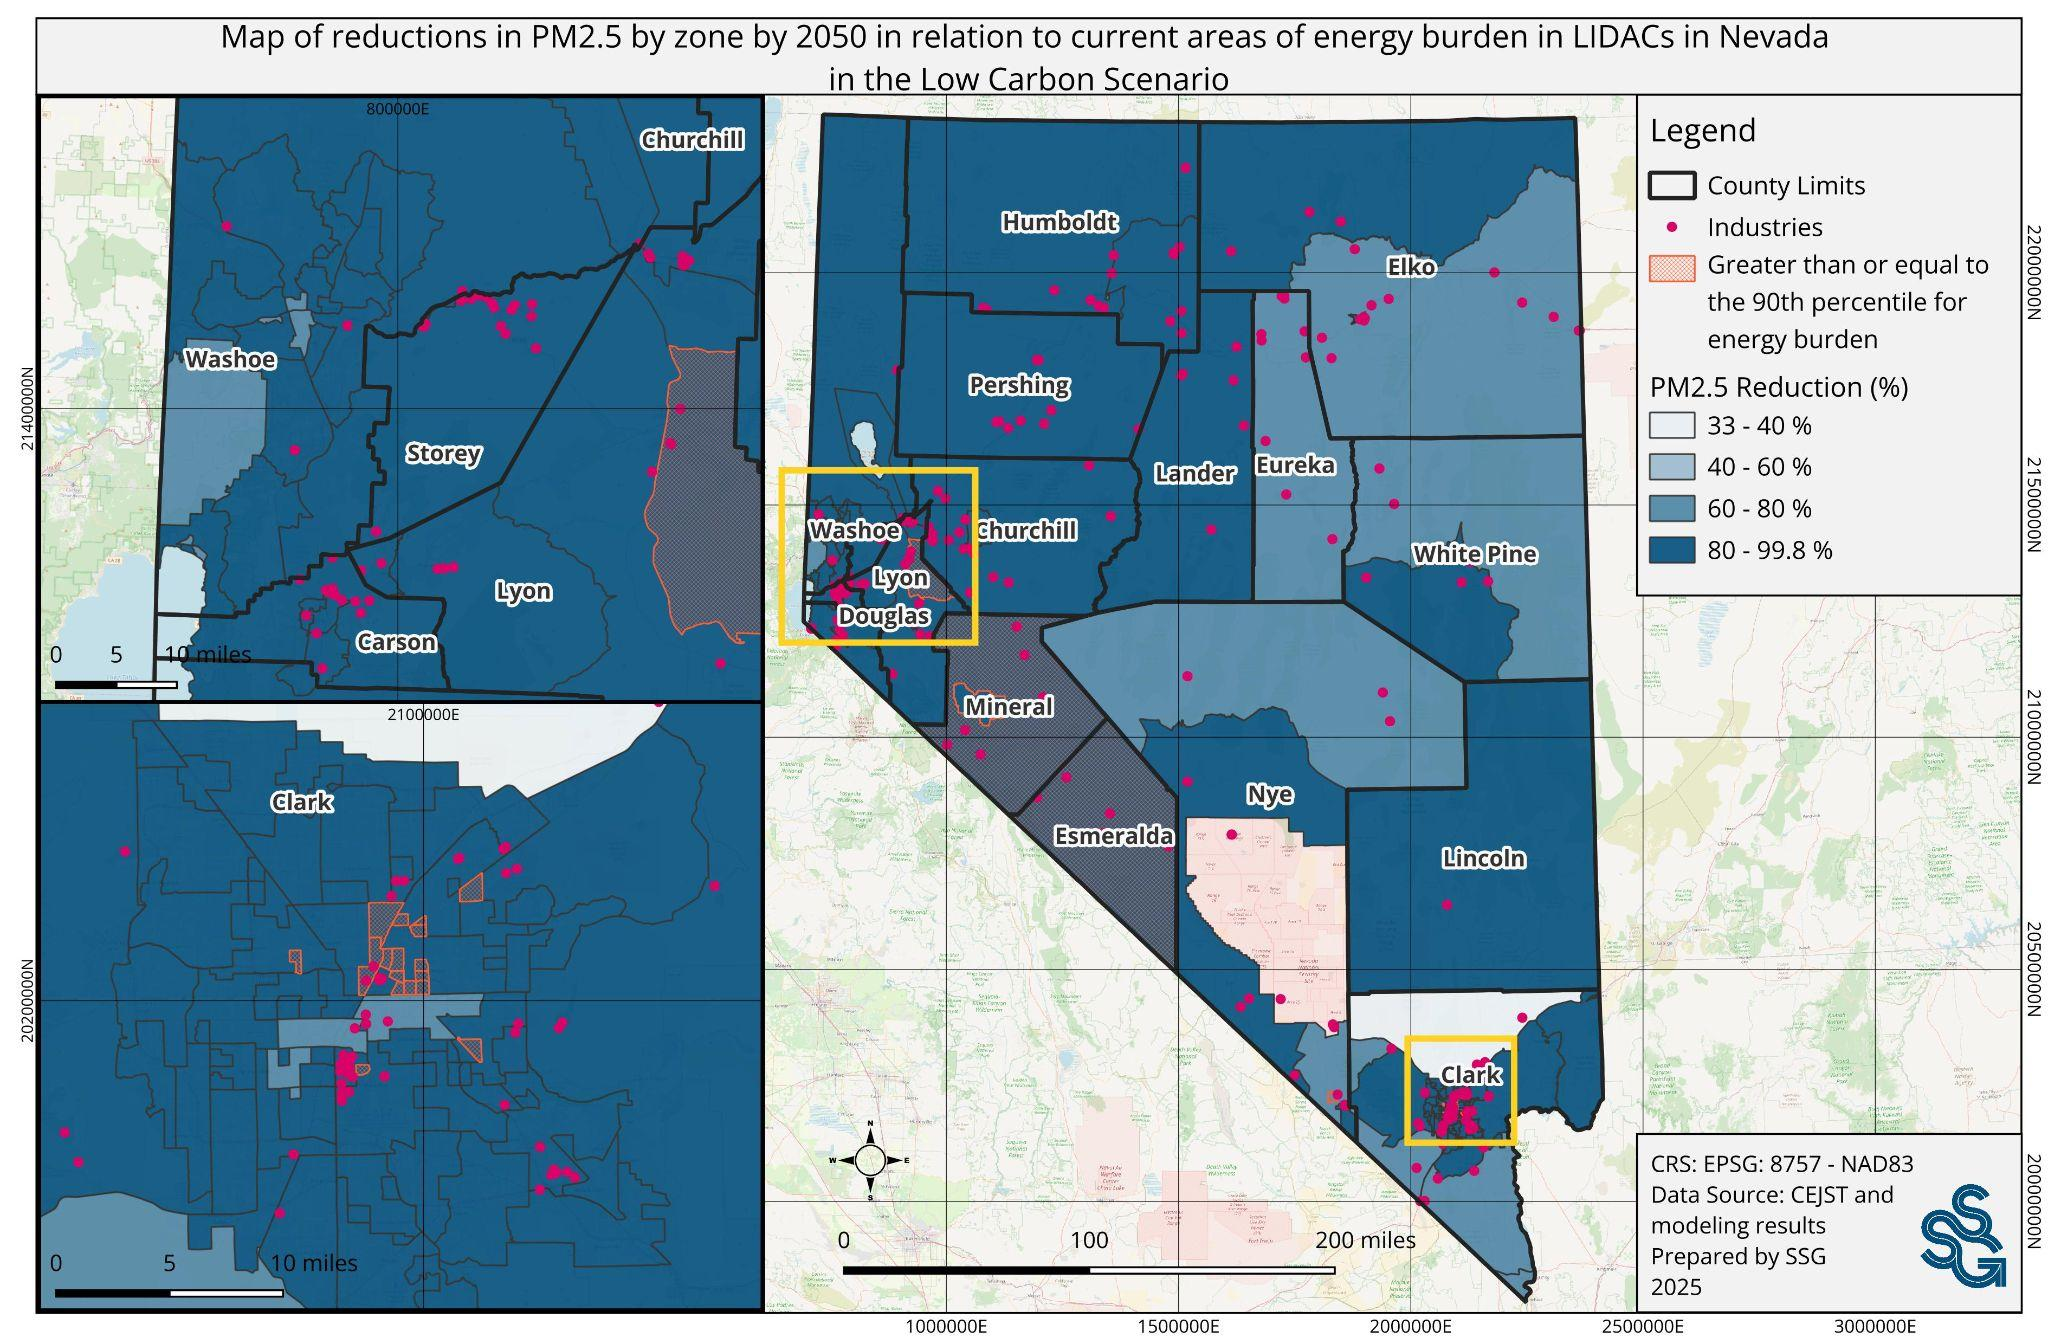 Map of reductions in PM2.5 by zone by 2050 in relation to current areas of energy burden in LIDACs in Nevada
in the Low Carbon Scenario
800000E
Churchill
Washoe
Storey
Lyon
Carson
2140000N
0 5 10 miles
2100000E
Clark
2020000N
0 5 10 miles
Humboldt
Elko
Pershing
Lander
Eureka
Washoe
Churchill
White Pine
Lyon
Douglas
Mineral
Nye
Esmeralda
Lincoln
Clark
N
W E
S
0 100 200 miles
1000000E
1500000E
2000000E
2500000E
3000000E
2200000N
2150000N
2100000N
2050000N
2000000N
Legend
County Limits
Industries
Greater than or equal to
the 90th percentile for
energy burden
PM2.5 Reduction (%)
33 - 40 %
40 - 60 %
60 - 80 %
80 - 99.8 %
CRS: EPSG: 8757 - NAD83
Data Source: CEJST and
modeling results
Prepared by SSG
2025
SSG